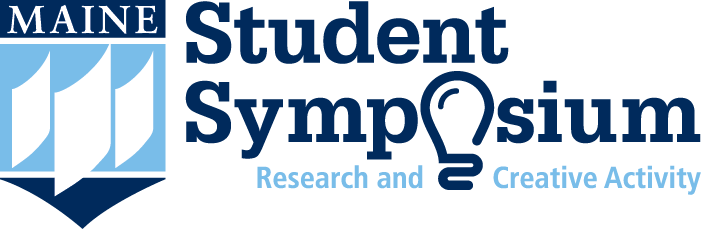 MAINE
Student
Symposium
Research and Creative Activity